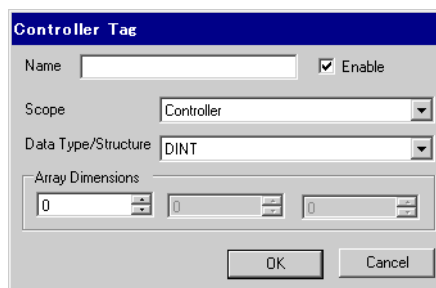 Controller Tag
Name Enable
Scope Controller
Data Type/Structure DINT
Array Dimensions
0 0 0
OK Cancel